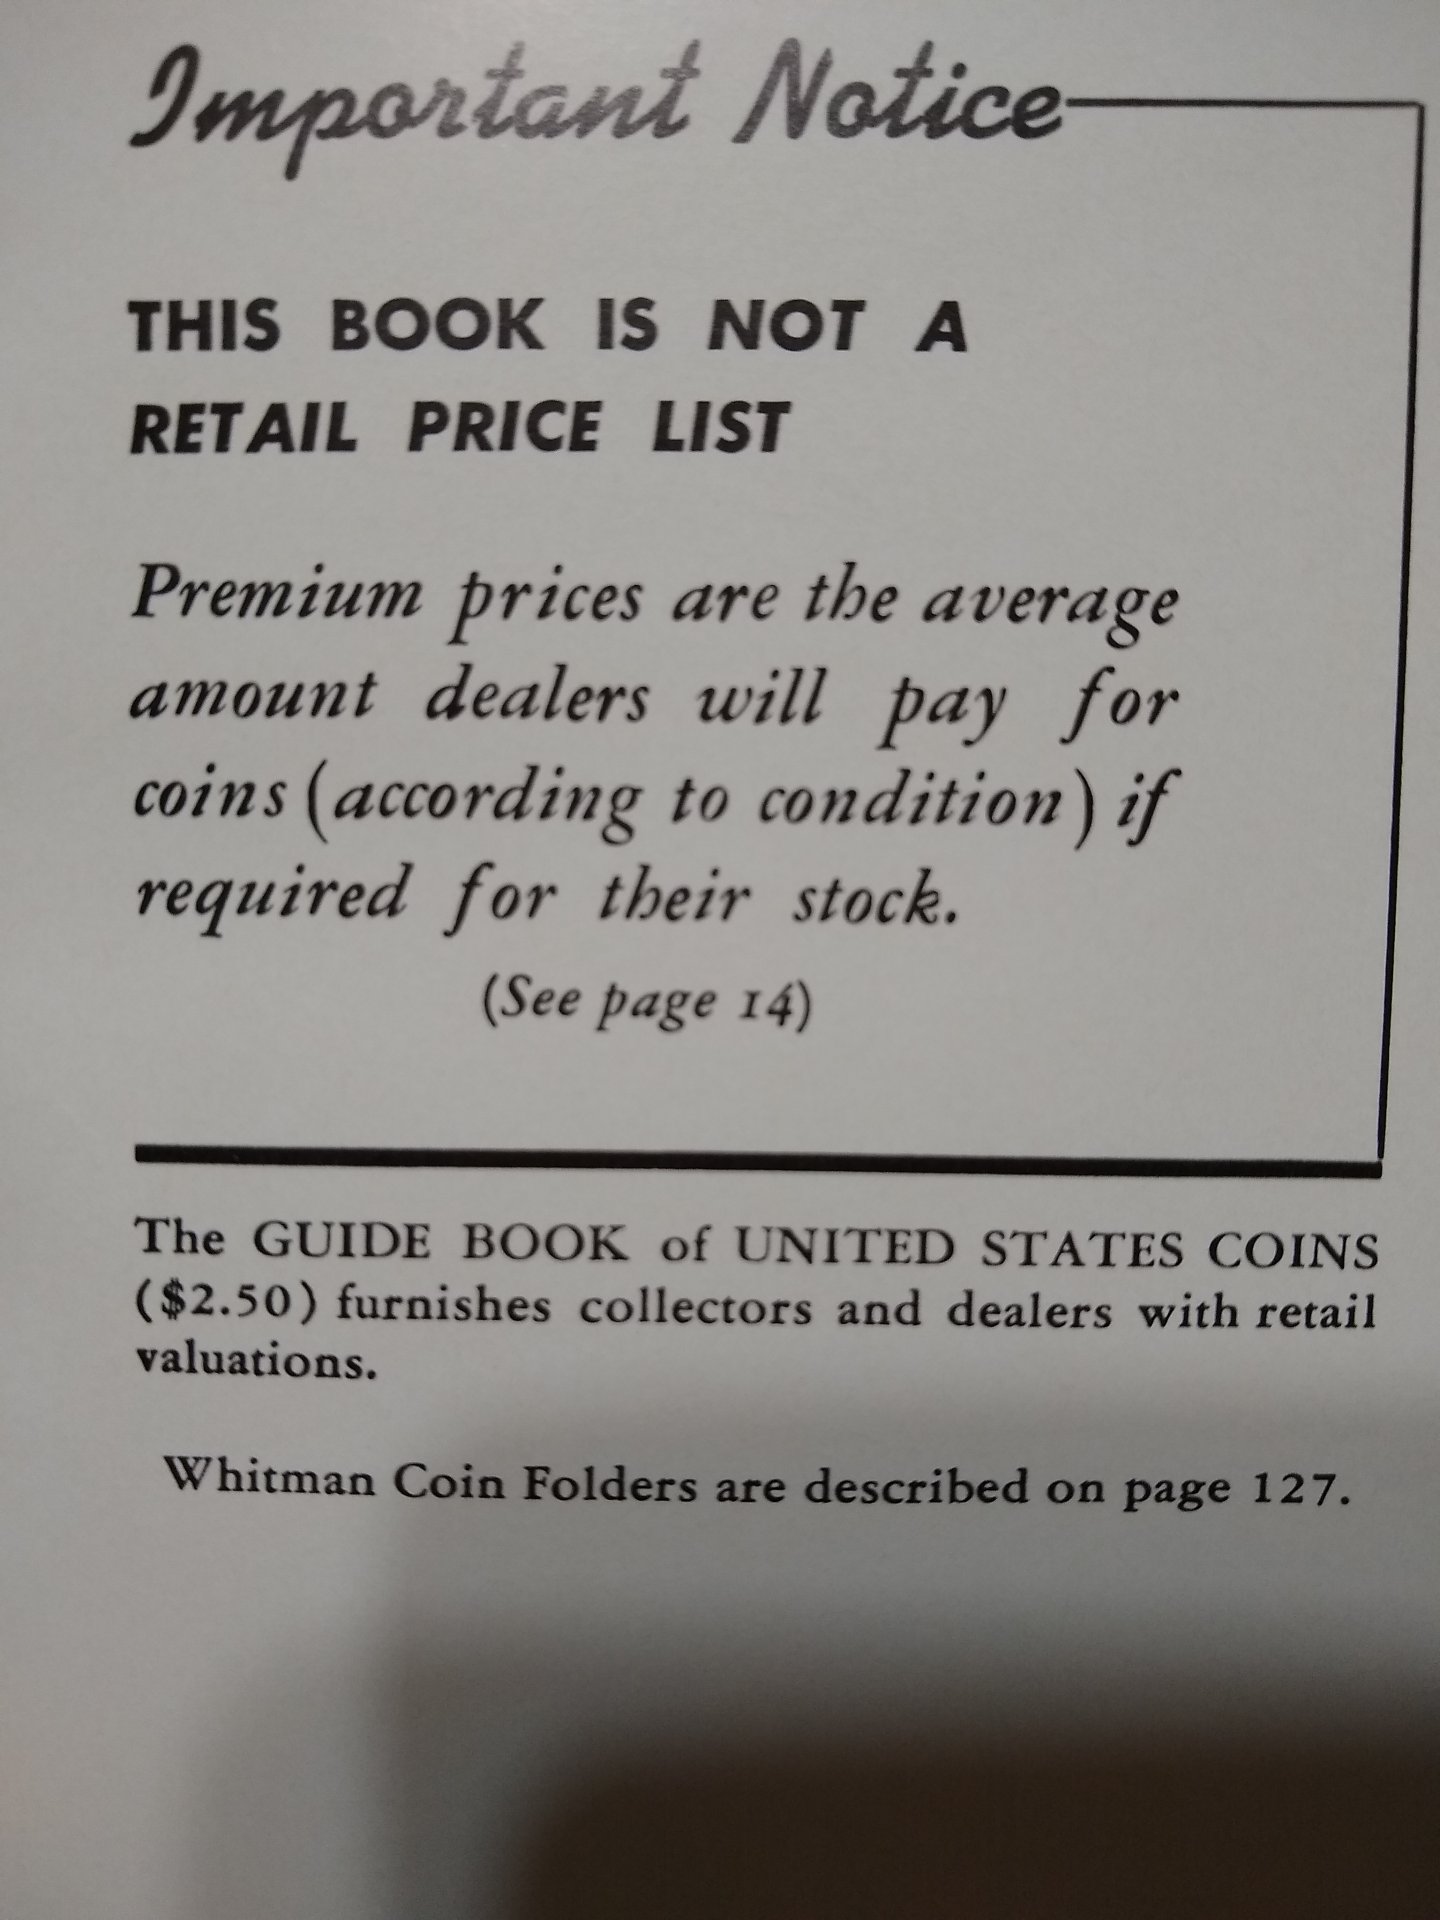 Important Notice
THIS BOOK IS NOT A
RETAIL PRICE LIST
Premium prices are the average
amount dealers will pay for
coins (according to condition) if
required for their stock.
(See page 14)
The GUIDE BOOK of UNITED STATES COINS
($2.50) furnishes collectors and dealers with retail
valuations.
Whitman Coin Folders are described on page 127.